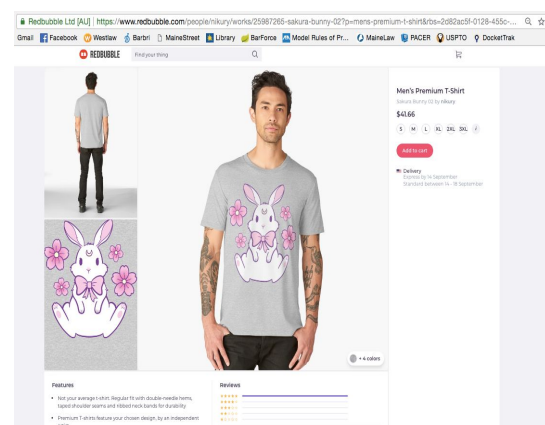 Redbubble Ltd [AU] https://www.redbubble.com/people/nikury/works/25987265-sakura-bunny-02?p=mens-premium-t-shirt&rbs=2d82ac5f-0128-455c-...
Gmail Facebook Westlaw Barbri MaineStreet Library BarForce Model Rules of Pr... MaineLaw PACER USPTO DocketTrak
RB REDBUBBLE Find your thing
Men's Premium T-Shirt
Sakura Bunny 02 by nikury
$41.66
S M L XL 2XL 3XL
Add to cart
Delivery
Express by 14 September
Standard between 14 - 18 September
+ 4 colors
Features
Not your average t-shirt. Regular fit with double-needle hems,
taped shoulder seams and ribbed neck bands for durability
Premium T-shirts feature your chosen design, by an independent
Reviews